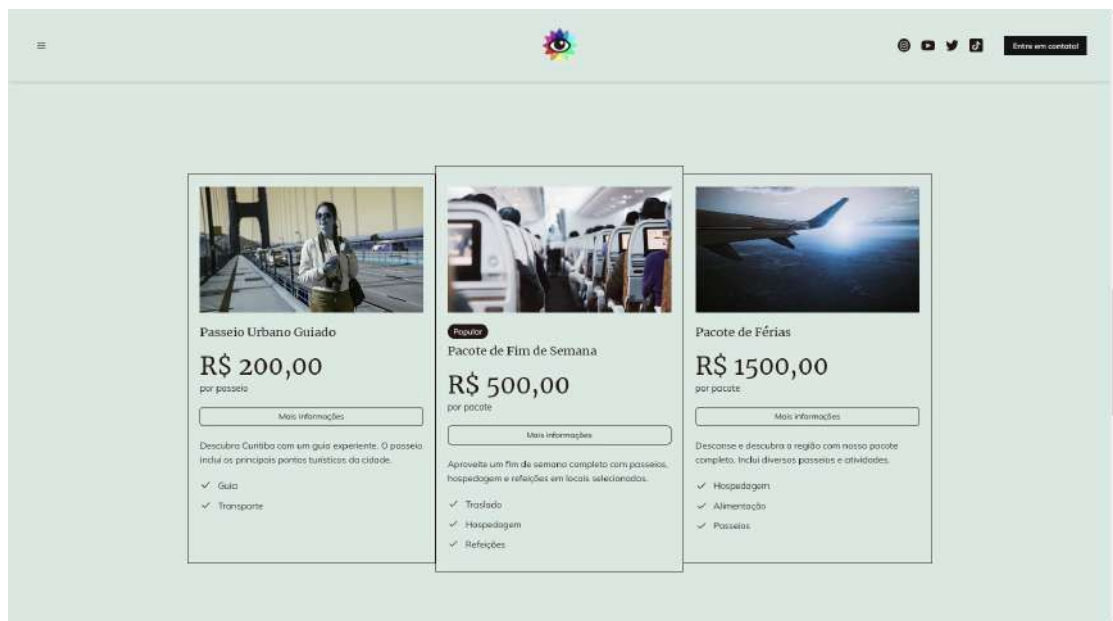 Entre em contato!
Passeio Urbano Guiado
R$ 200,00
por passeio
Mais informações
Descubra Curitiba com um guia experiente. O passeio
inclui os principais pontos turísticos da cidade.
Guia
Transporte
Popular
Pacote de Fim de Semana
R$ 500,00
por pacote
Mais informações
Aproveite um fim de semana completo com passeios,
hospedagem e refeições em locais selecionados.
Traslado
Hospedagem
Refeições
Pacote de Férias
R$ 1500,00
por pacote
Mais informações
Descanse e descubra a região com nosso pacote
completo. Inclui diversos passeios e atividades.
Hospedagem
Alimentação
Passeios